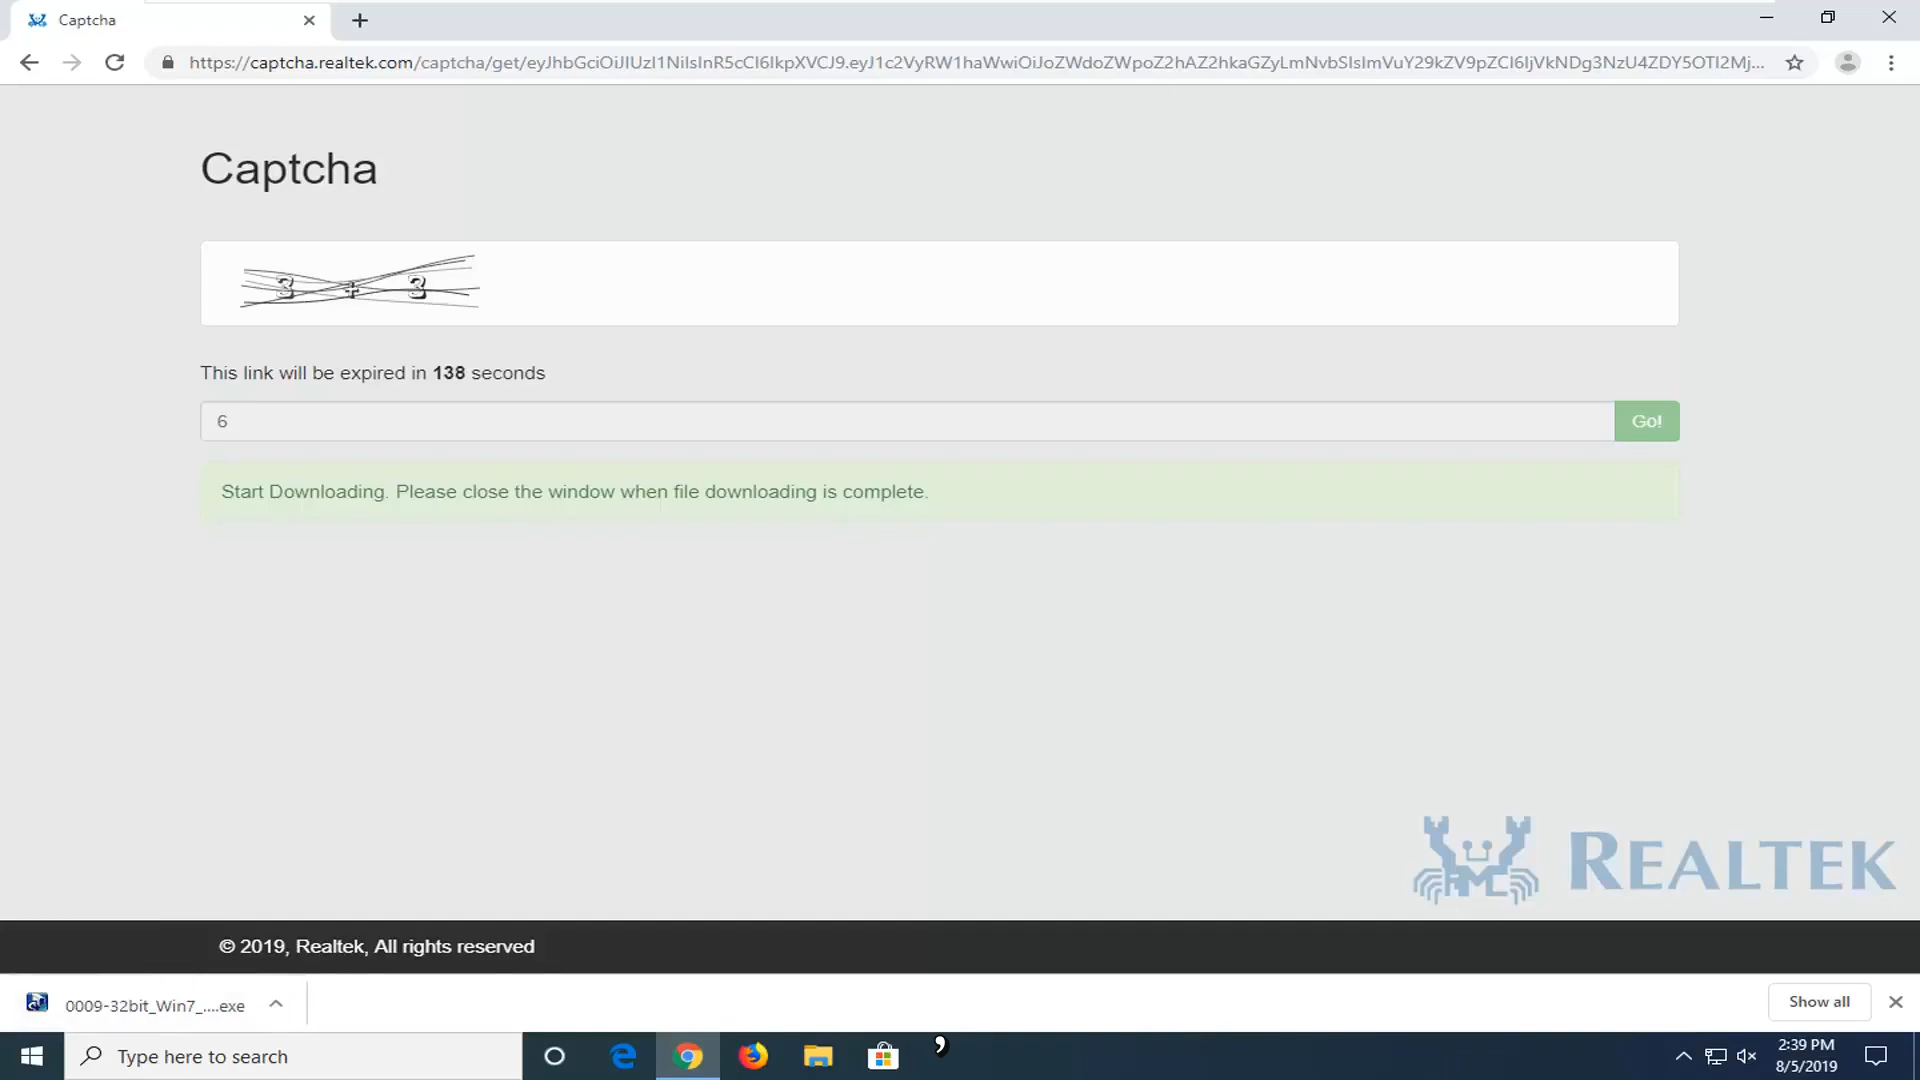 Captcha
https://captcha.realtek.com/captcha/get/eyJhbGciOiJIUzI1NiIsInR5cCI6IkpXVCJ9.eyJ1c2VyRW1haWwiOiJoZWdoZWpoZ2hAZ2hkaGZyLmNvbSIsImVuY29kZV9pZCI6IjVkNDg3NzU4ZDY5OTI2Mj...
Captcha
3 + 3
This link will be expired in 138 seconds
6
Go!
Start Downloading. Please close the window when file downloading is complete.
REALTEK
© 2019, Realtek, All rights reserved
0009-32bit_Win7_....exe
Show all
Type here to search
2:39 PM
8/5/2019